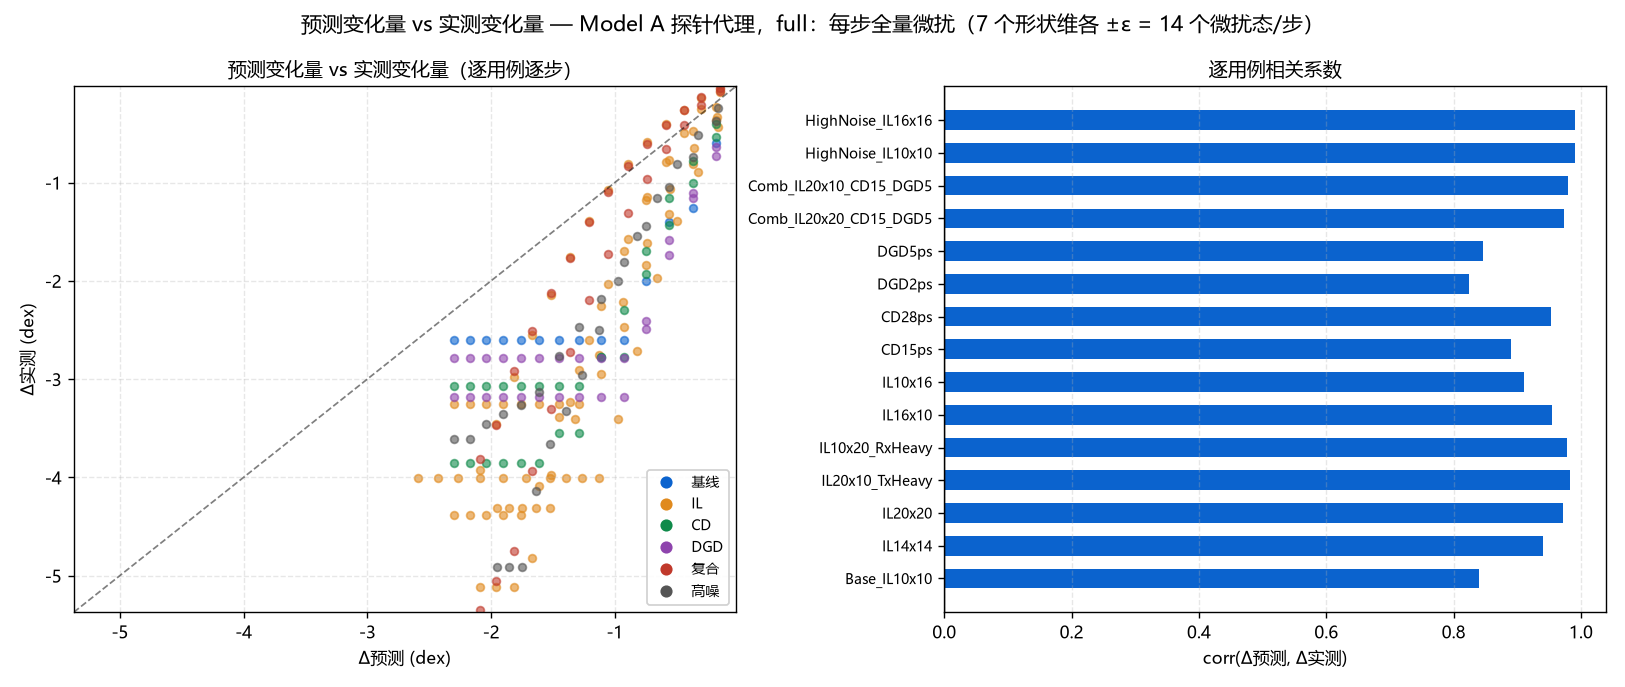 预测变化量 vs 实测变化量 — Model A 探针代理，full：每步全量微扰（7 个形状维各 ±ε = 14 个微扰态/步）
预测变化量 vs 实测变化量（逐用例逐步）
-1
-2
-3
-4
-5
Δ实测 (dex)
基线
IL
CD
DGD
复合
高噪
-5
-4
-3
-2
-1
Δ预测 (dex)
逐用例相关系数
HighNoise_IL16x16
HighNoise_IL10x10
Comb_IL20x10_CD15_DGD5
Comb_IL20x20_CD15_DGD5
DGD5ps
DGD2ps
CD28ps
CD15ps
IL10x16
IL16x10
IL10x20_RxHeavy
IL20x10_TxHeavy
IL20x20
IL14x14
Base_IL10x10
0.0
0.2
0.4
0.6
0.8
1.0
corr(Δ预测, Δ实测)